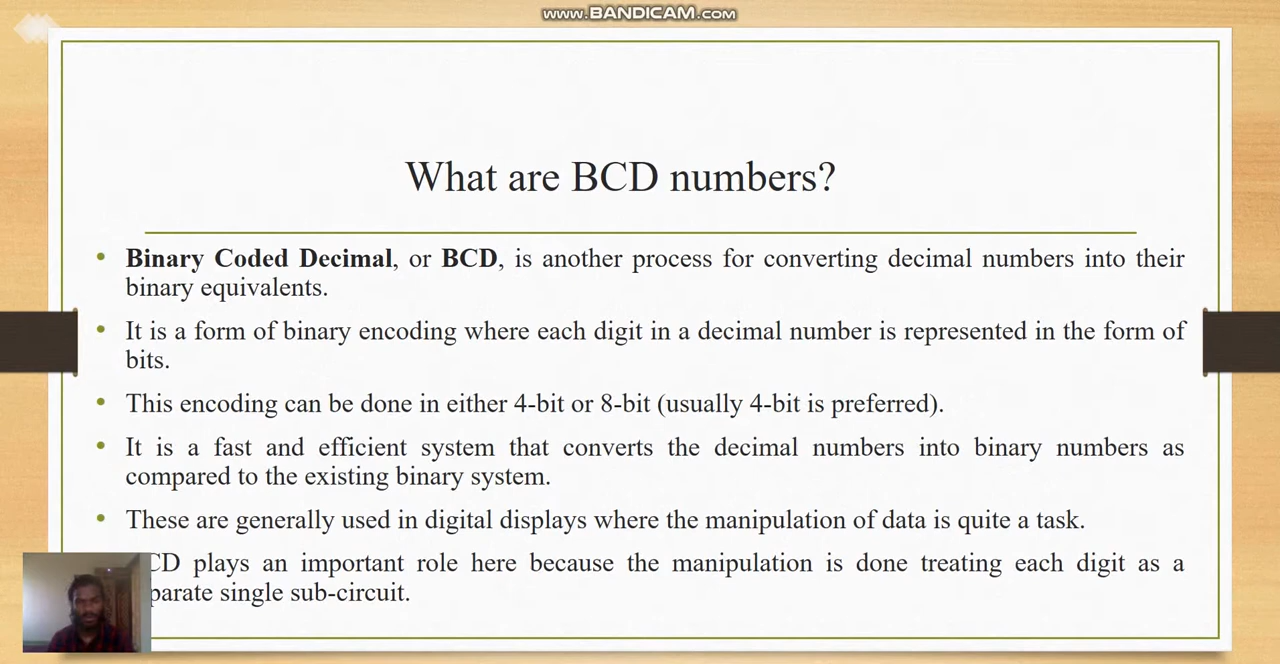 www.BANDICAM.com
What are BCD numbers?
Binary Coded Decimal, or BCD, is another process for converting decimal numbers into their
binary equivalents.
It is a form of binary encoding where each digit in a decimal number is represented in the form of
bits.
This encoding can be done in either 4-bit or 8-bit (usually 4-bit is preferred).
It is a fast and efficient system that converts the decimal numbers into binary numbers as
compared to the existing binary system.
These are generally used in digital displays where the manipulation of data is quite a task.
CD plays an important role here because the manipulation is done treating each digit as a
parate single sub-circuit.